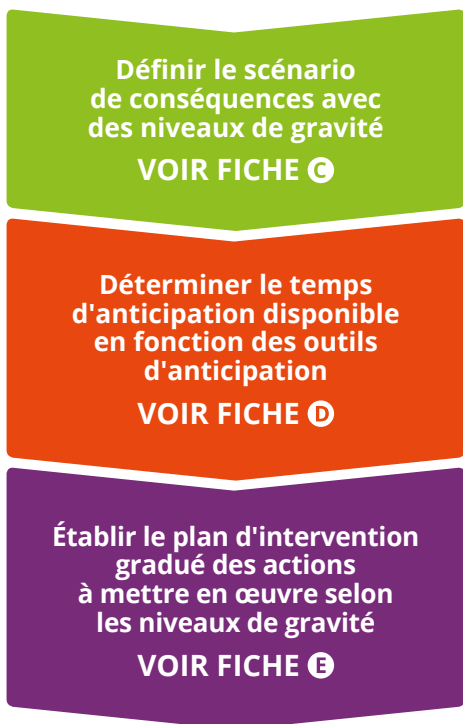 Définir le scénario
de conséquences avec
des niveaux de gravité
VOIR FICHE C
Déterminer le temps
d'anticipation disponible
en fonction des outils
d'anticipation
VOIR FICHE D
Établir le plan d'intervention
gradué des actions
à mettre en œuvre selon
les niveaux de gravité
VOIR FICHE E